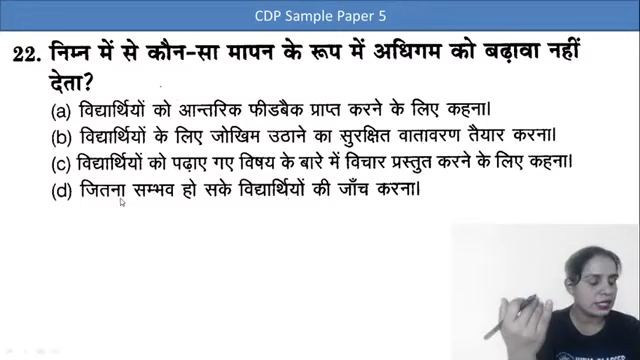 CDP Sample Paper 5
22. निम्न में से कौन-सा मापन के रूप में अधिगम को बढ़ावा नहीं
देता?
(a) विद्यार्थियों को आन्तरिक फीडबैक प्राप्त करने के लिए कहना।
(b) विद्यार्थियों के लिए जोखिम उठाने का सुरक्षित वातावरण तैयार करना।
(c) विद्यार्थियों को पढ़ाए गए विषय के बारे में विचार प्रस्तुत करने के लिए कहना।
(d) जितना सम्भव हो सके विद्यार्थियों की जाँच करना।